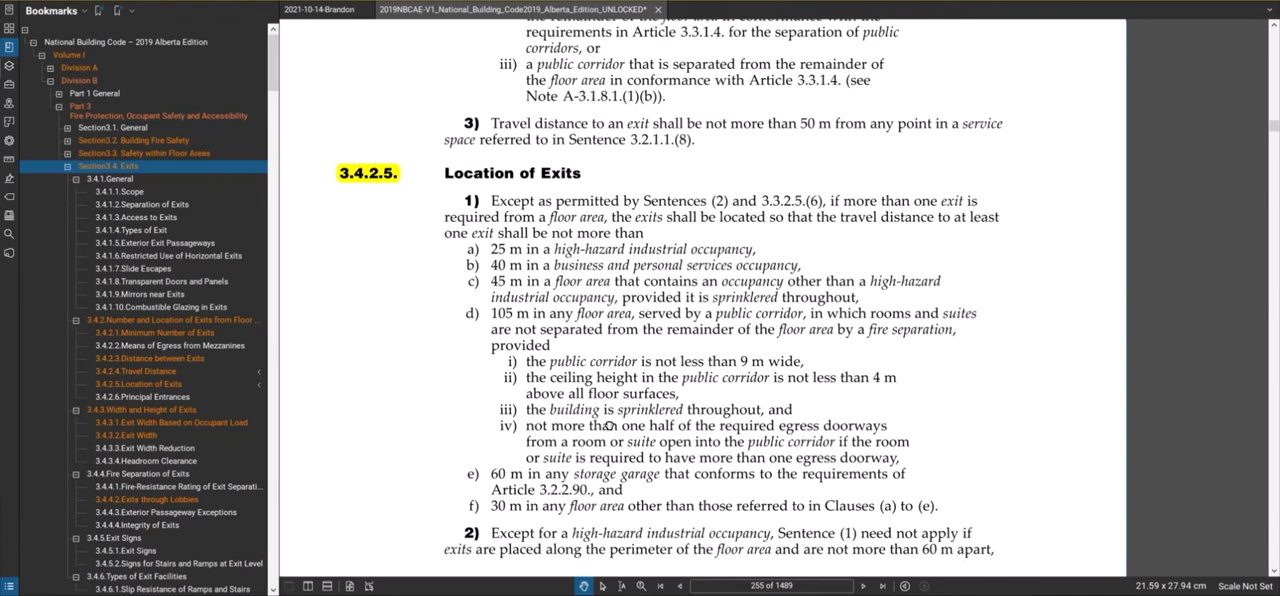 Bookmarks
2021-10-14-Brandon
2019NBCAE-V1_National_Building_Code2019_Alberta_Edition_UNLOCKED*
National Building Code – 2019 Alberta Edition
Volume I
Division A
Division B
Part 1 General
Part 3
Fire Protection, Occupant Safety and Accessibility
Section3.1. General
Section3.2. Building Fire Safety
Section3.3. Safety within Floor Areas
Section3.4. Exits
3.4.1.General
3.4.1.1.Scope
3.4.1.2.Separation of Exits
3.4.1.3.Access to Exits
3.4.1.4.Types of Exit
3.4.1.5.Exterior Exit Passageways
3.4.1.6.Restricted Use of Horizontal Exits
3.4.1.7.Slide Escapes
3.4.1.8.Transparent Doors and Panels
3.4.1.9.Mirrors near Exits
3.4.1.10.Combustible Glazing in Exits
3.4.2.Number and Location of Exits from Floor ...
3.4.2.1.Minimum Number of Exits
3.4.2.2.Means of Egress from Mezzanines
3.4.2.3.Distance between Exits
3.4.2.4.Travel Distance
3.4.2.5.Location of Exits
3.4.2.6.Principal Entrances
3.4.3.Width and Height of Exits
3.4.3.1.Exit Width Based on Occupant Load
3.4.3.2.Exit Width
3.4.3.3.Exit Width Reduction
3.4.3.4.Headroom Clearance
3.4.4.Fire Separation of Exits
3.4.4.1.Fire-Resistance Rating of Exit Separati...
3.4.4.2.Exits through Lobbies
3.4.4.3.Exterior Passageway Exceptions
3.4.4.4.Integrity of Exits
3.4.5.Exit Signs
3.4.5.1.Exit Signs
3.4.5.2.Signs for Stairs and Ramps at Exit Level
3.4.6.Types of Exit Facilities
3.4.6.1.Slip Resistance of Ramps and Stairs
requirements in Article 3.3.1.4. for the separation of public
corridors, or
iii) a public corridor that is separated from the remainder of
the floor area in conformance with Article 3.3.1.4. (see
Note A-3.1.8.1.(1)(b)).
3) Travel distance to an exit shall be not more than 50 m from any point in a service
space referred to in Sentence 3.2.1.1.(8).
3.4.2.5. Location of Exits
1) Except as permitted by Sentences (2) and 3.3.2.5.(6), if more than one exit is
required from a floor area, the exits shall be located so that the travel distance to at least
one exit shall be not more than
a) 25 m in a high-hazard industrial occupancy,
b) 40 m in a business and personal services occupancy,
c) 45 m in a floor area that contains an occupancy other than a high-hazard
industrial occupancy, provided it is sprinklered throughout,
d) 105 m in any floor area, served by a public corridor, in which rooms and suites
are not separated from the remainder of the floor area by a fire separation,
provided
i) the public corridor is not less than 9 m wide,
ii) the ceiling height in the public corridor is not less than 4 m
above all floor surfaces,
iii) the building is sprinklered throughout, and
iv) not more than one half of the required egress doorways
from a room or suite open into the public corridor if the room
or suite is required to have more than one egress doorway,
e) 60 m in any storage garage that conforms to the requirements of
Article 3.2.2.90., and
f) 30 m in any floor area other than those referred to in Clauses (a) to (e).
2) Except for a high-hazard industrial occupancy, Sentence (1) need not apply if
exits are placed along the perimeter of the floor area and are not more than 60 m apart,
255 of 1489
21.59 x 27.94 cm
Scale Not Set